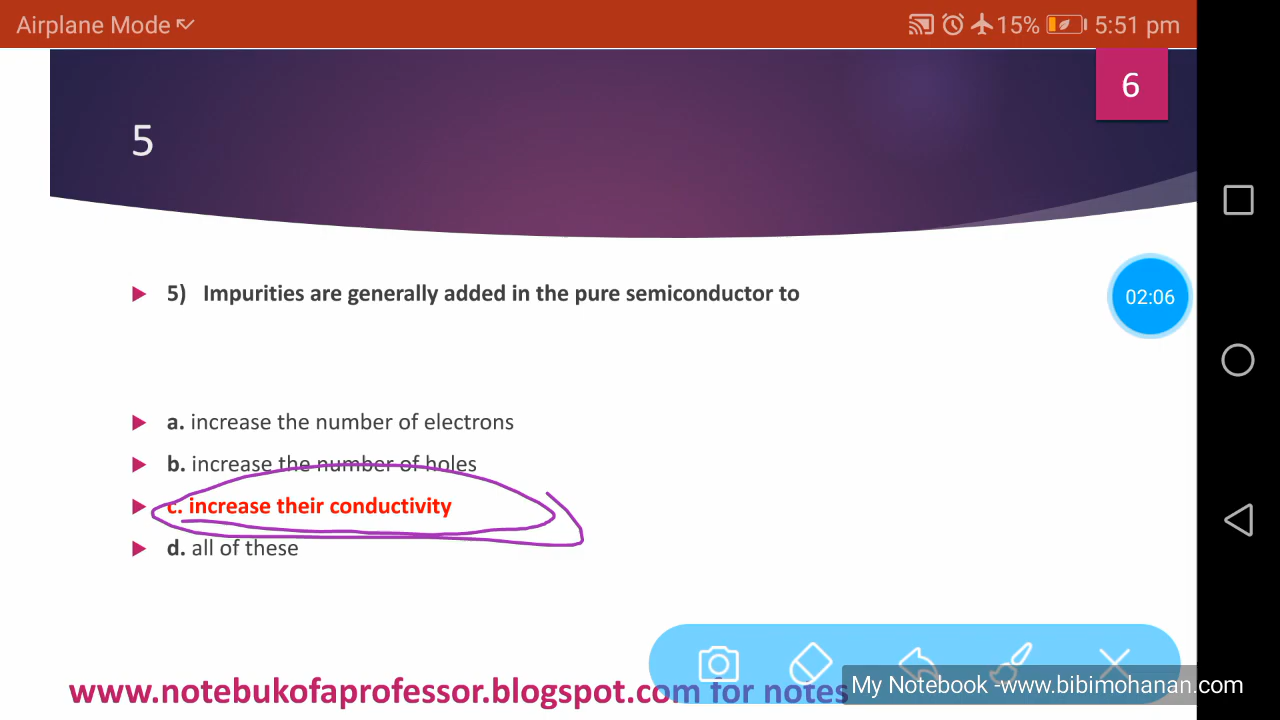 Airplane Mode 15% 5:51 pm
6
5
5) Impurities are generally added in the pure semiconductor to
02:06
a. increase the number of electrons
b. increase the number of holes
c. increase their conductivity
d. all of these
www.notebukofaprofessor.blogspot.com for notes
My Notebook -www.bibimohanan.com